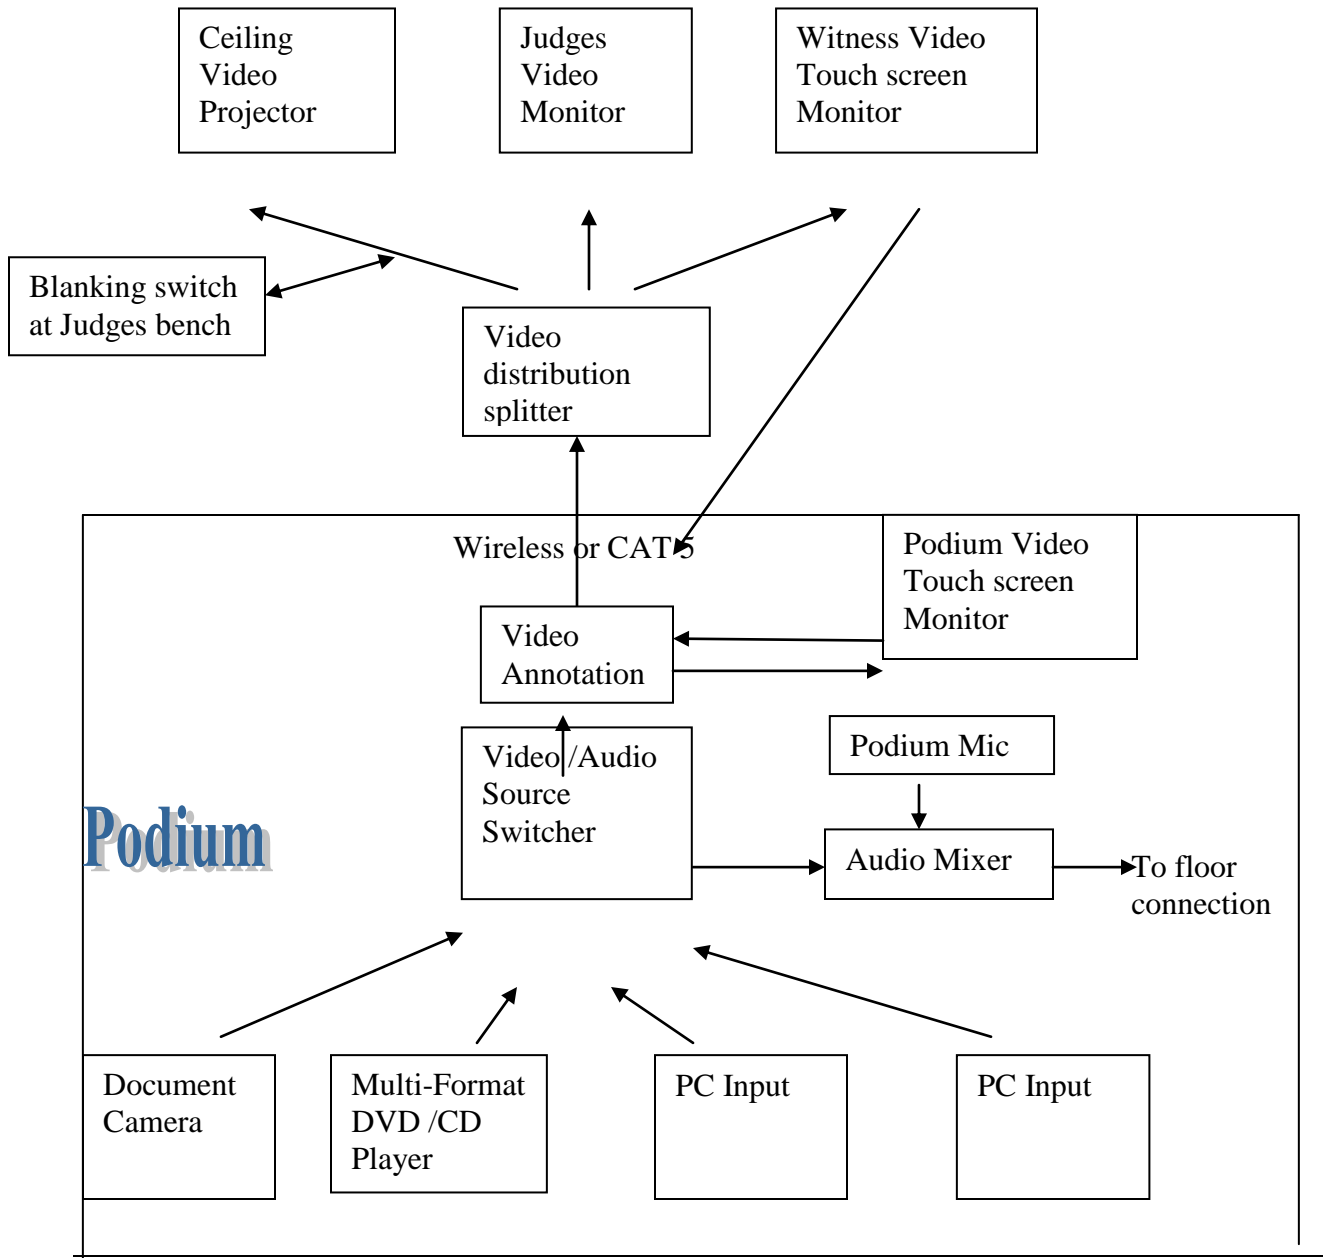 Ceiling
Video
Projector
Judges
Video
Monitor
Witness Video
Touch screen
Monitor
Blanking switch
at Judges bench
Video
distribution
splitter
Wireless or CAT 5
Podium Video
Touch screen
Monitor
Video
Annotation
Video /Audio
Source
Switcher
Podium Mic
Podium
Audio Mixer
To floor
connection
Document
Camera
Multi-Format
DVD /CD
Player
PC Input
PC Input